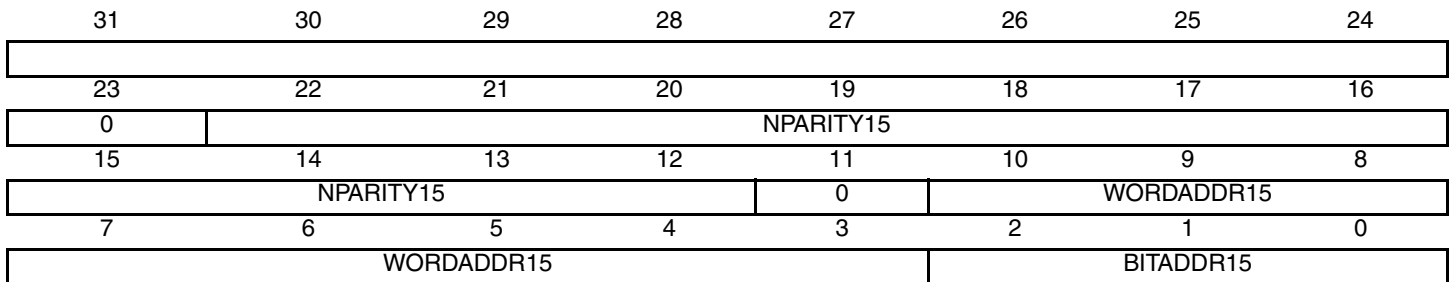 31 30 29 28 27 26 25 24
23 22 21 20 19 18 17 16
0 NPARITY15
15 14 13 12 11 10 9 8
NPARITY15 0 WORDADDR15
7 6 5 4 3 2 1 0
WORDADDR15 BITADDR15